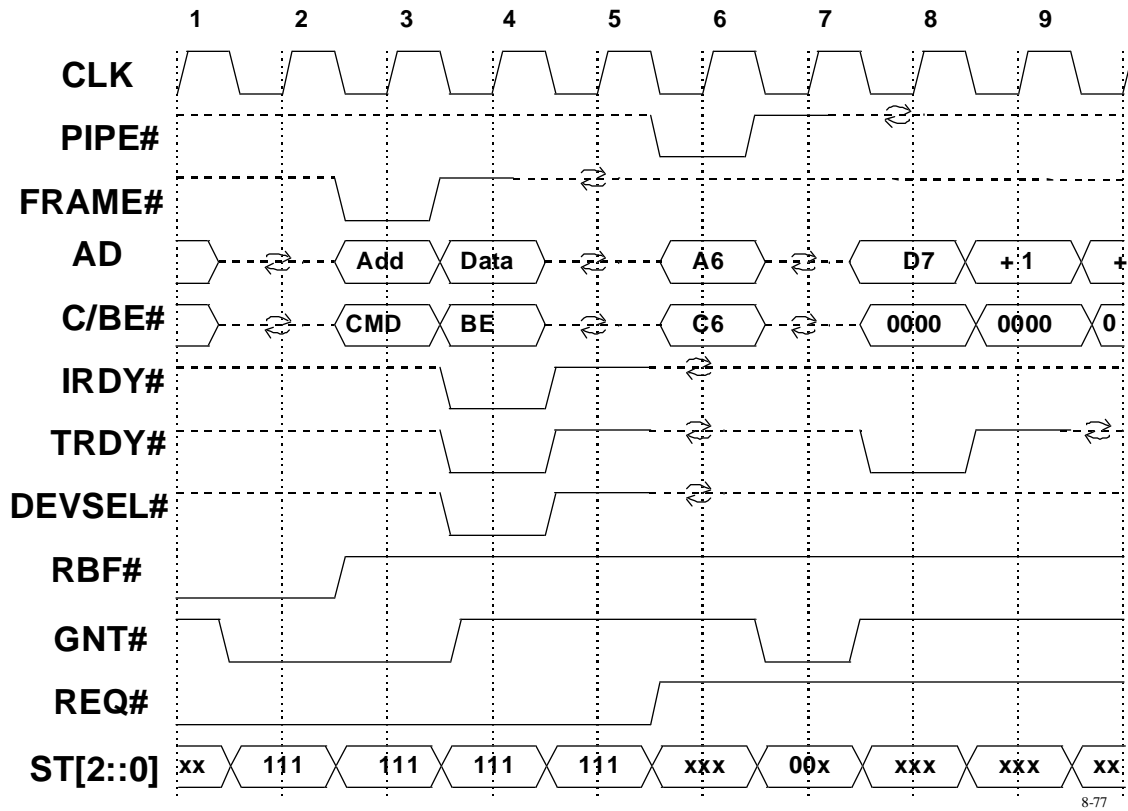 1 2 3 4 5 6 7 8 9
CLK
PIPE#
FRAME#
AD Add Data A6 D7 +1 +
C/BE# CMD BE C6 0000 0000 0
IRDY#
TRDY#
DEVSEL#
RBF#
GNT#
REQ#
ST[2::0] xx 111 111 111 111 xxx 00x xxx xxx xx
8-77